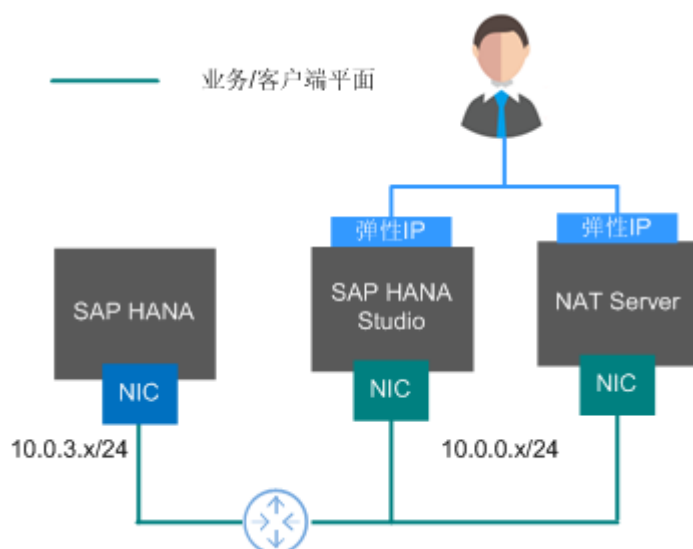 业务/客户端平面
弹性IP
弹性IP
SAP HANA
SAP HANA
Studio
NAT Server
NIC
NIC
NIC
10.0.3.x/24
10.0.0.x/24